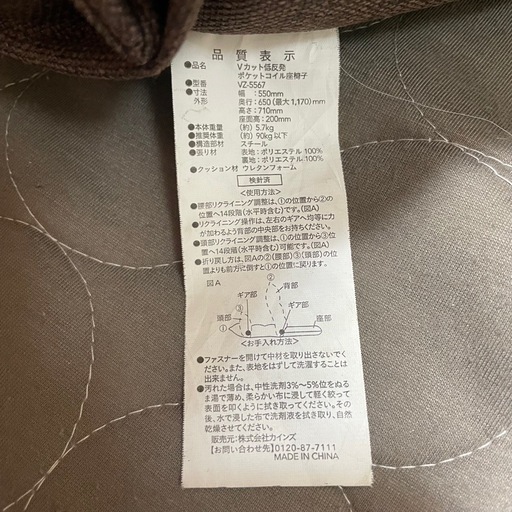 品質表示
●品名 Vカット低反発
ポケットコイル座椅子
●型番 VZ-5567
●寸法 幅 : 550mm
外形 奥行 : 650 (最大1,170) mm
高さ : 710mm
座面高 : 200mm
●本体重量 (約) 5.7kg
●推奨体重 (約) 90kg以下
●構造部材 スチール
●張り材 表地 : ポリエステル 100%
裏地 : ポリエステル 100%
●クッション材 ウレタンフォーム
検針済
<使用方法>
●腰部リクライニング調整は、①の位置から②の
位置へ14段階(水平時含む)です。(図A)
●リクライニング操作は、左右のギアへ均等に力
が加わるよう背部の中央部をお持ちください。
●頭部リクライニング調整は、①の位置から③位
置へ14段階(水平時含む)です。(図A)
●折り戻し方は、図Aの②(腰部)③(頭部)の位
置よりも前方に倒すと①の位置に戻ります。
図A
②
背部
ギア部
③
ギア部
頭部
①
座部
<お手入れ方法>
●ファスナーを開けて中材を取り出さないでく
ださい。また、表地をはずして洗濯することは
出来ません。
●汚れた場合は、中性洗剤3%〜5%位をぬる
ま湯で薄め、柔らかい布に浸して軽く絞って
表面を叩くように拭き取ってください。その
後、水で浸した布で洗剤液を拭き取り、自然
乾燥させてください。
販売元:株式会社カインズ
【お問い合わせ先】0120-87-7111
MADE IN CHINA